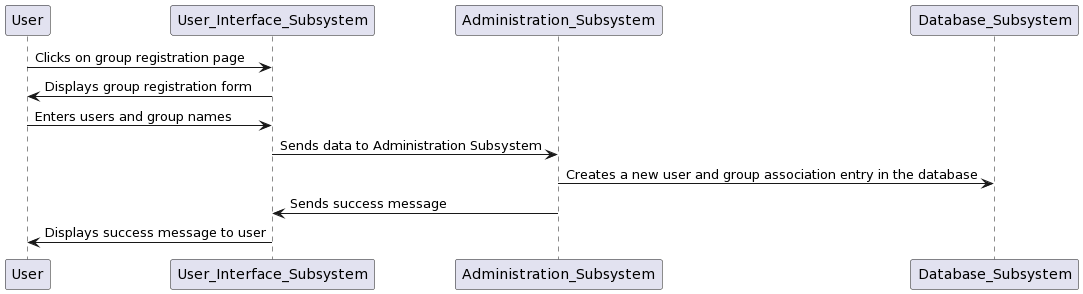 User
User_Interface_Subsystem
Administration_Subsystem
Database_Subsystem
Clicks on group registration page
Displays group registration form
Enters users and group names
Sends data to Administration Subsystem
Creates a new user and group association entry in the database
Sends success message
Displays success message to user
User
User_Interface_Subsystem
Administration_Subsystem
Database_Subsystem